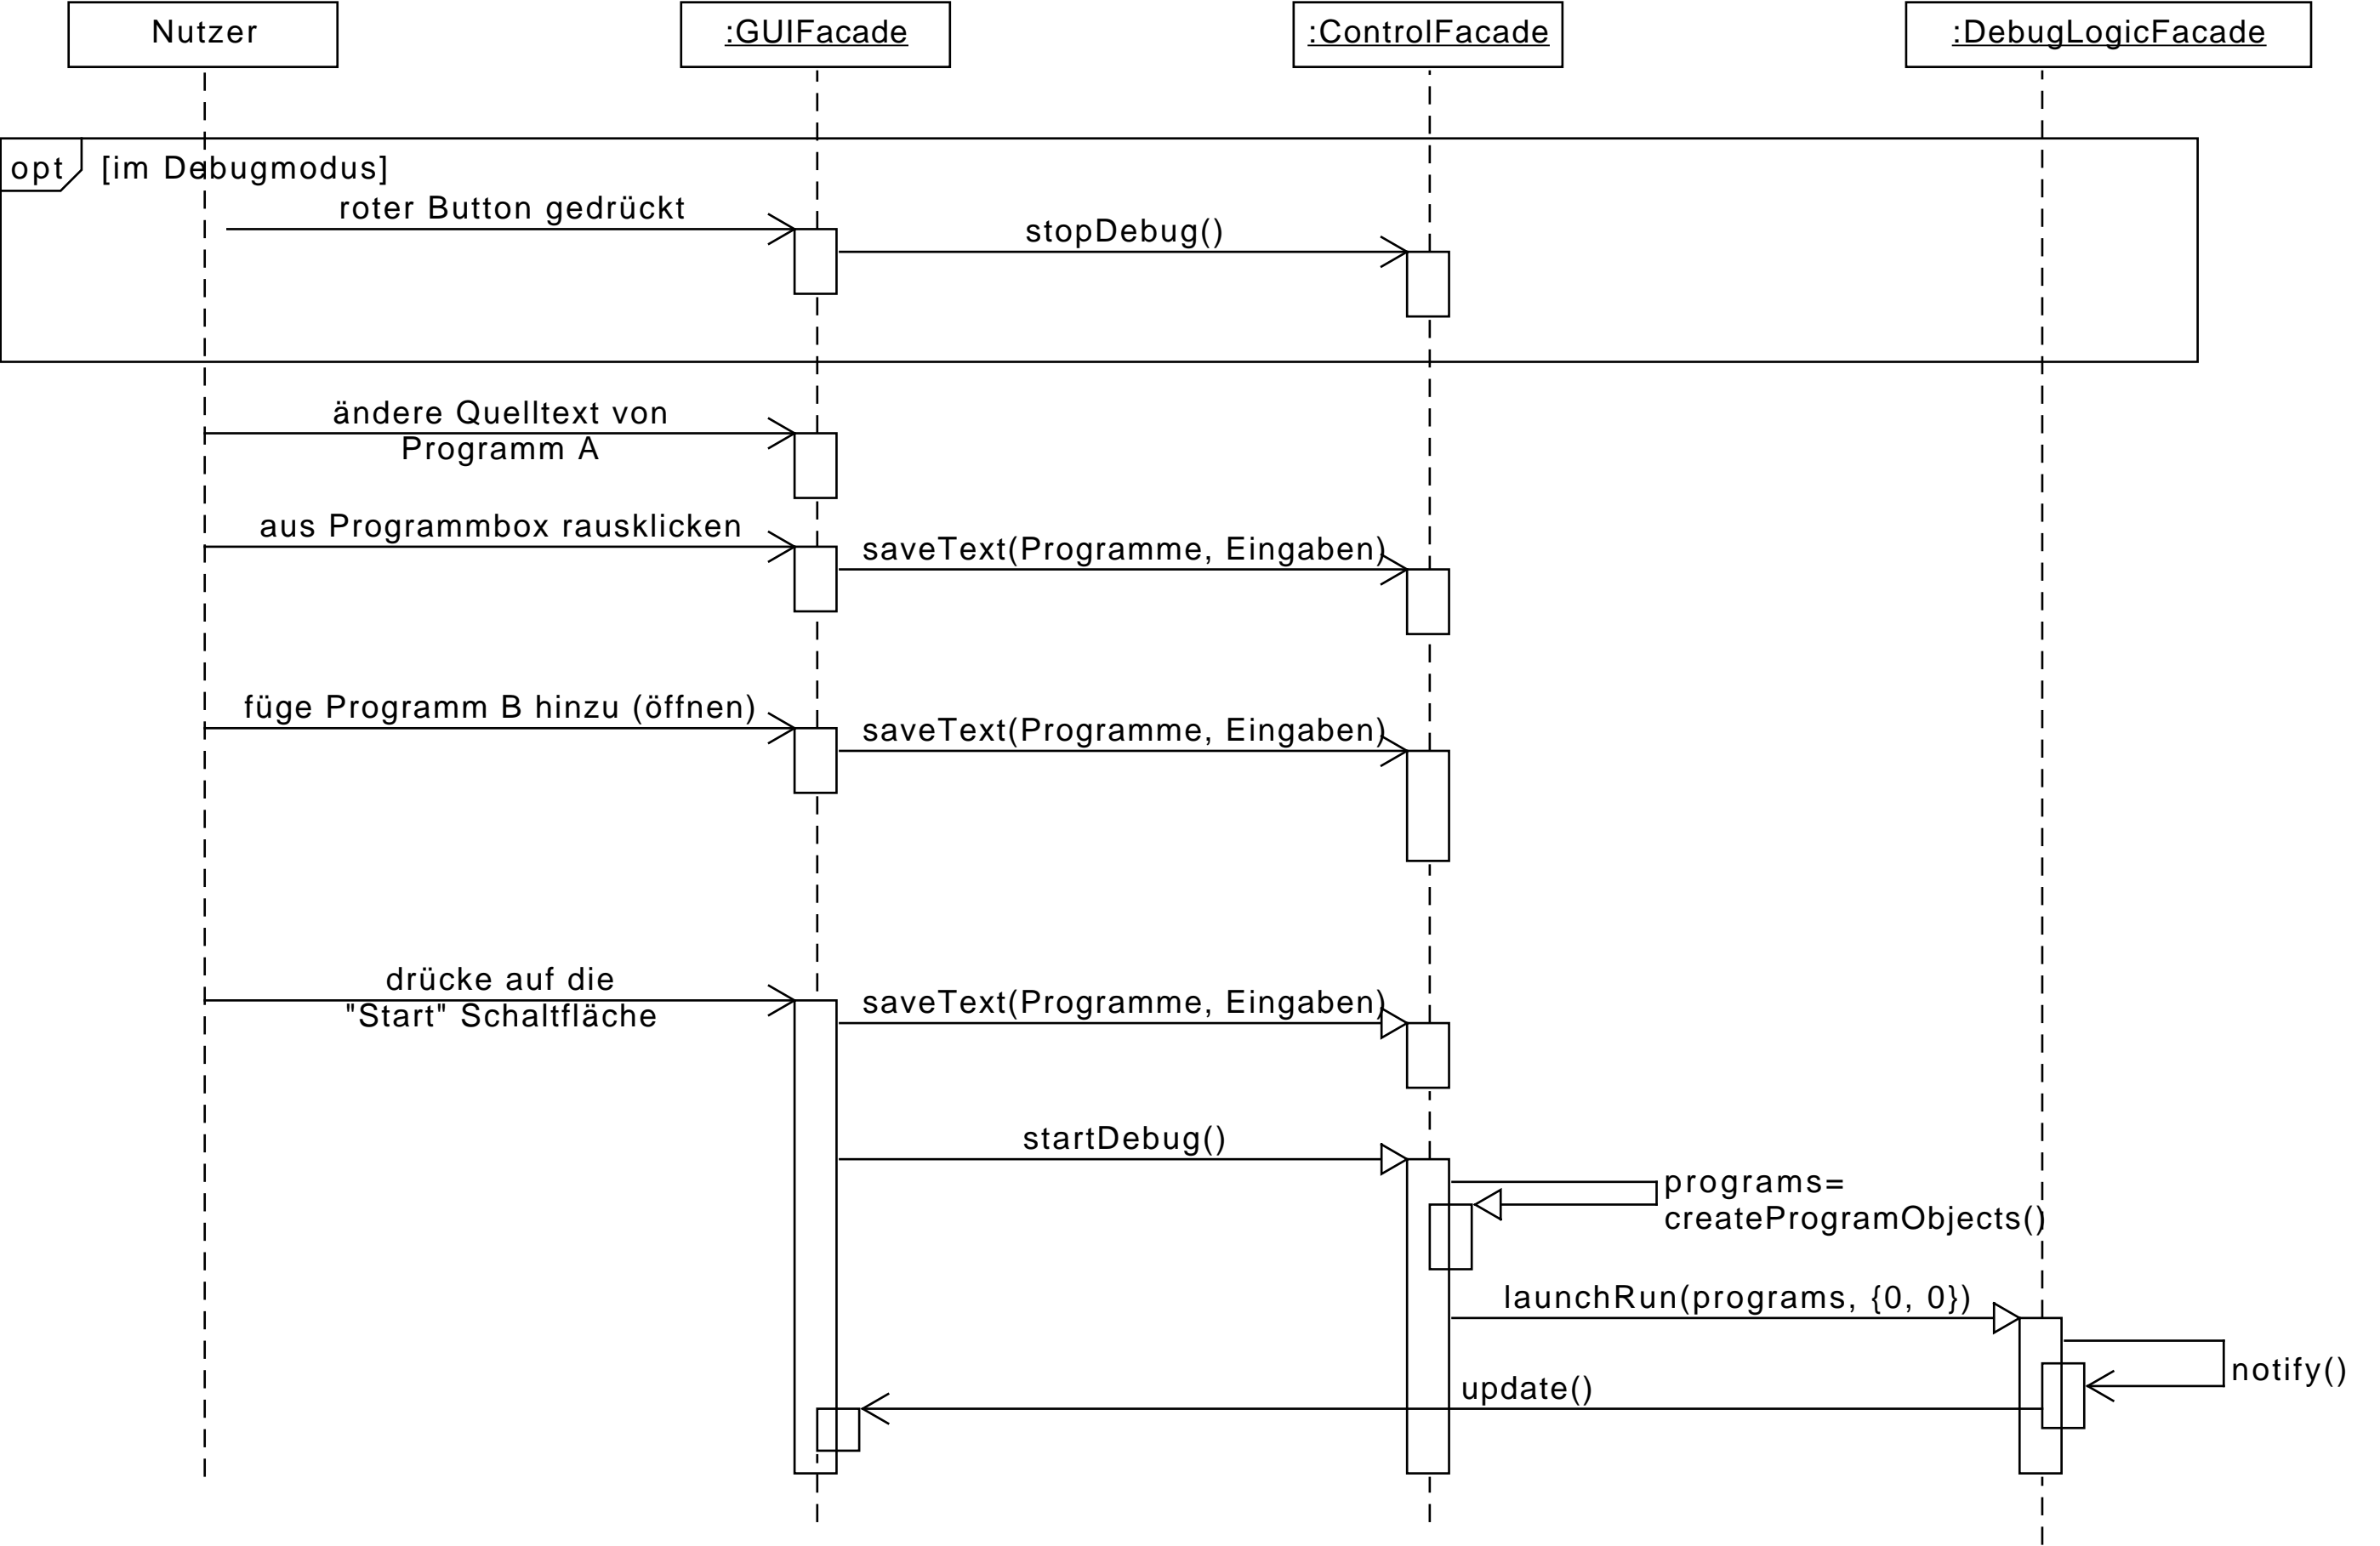 Nutzer
:GUIFacade
:ControlFacade
:DebugLogicFacade
opt
[im Debugmodus]
roter Button gedrückt
stopDebug()
ändere Quelltext von
Programm A
aus Programmbox rausklicken
saveText(Programme, Eingaben)
füge Programm B hinzu (öffnen)
saveText(Programme, Eingaben)
drücke auf die
"Start" Schaltfläche
saveText(Programme, Eingaben)
startDebug()
programs=
createProgramObjects()
launchRun(programs, {0, 0})
notify()
update()